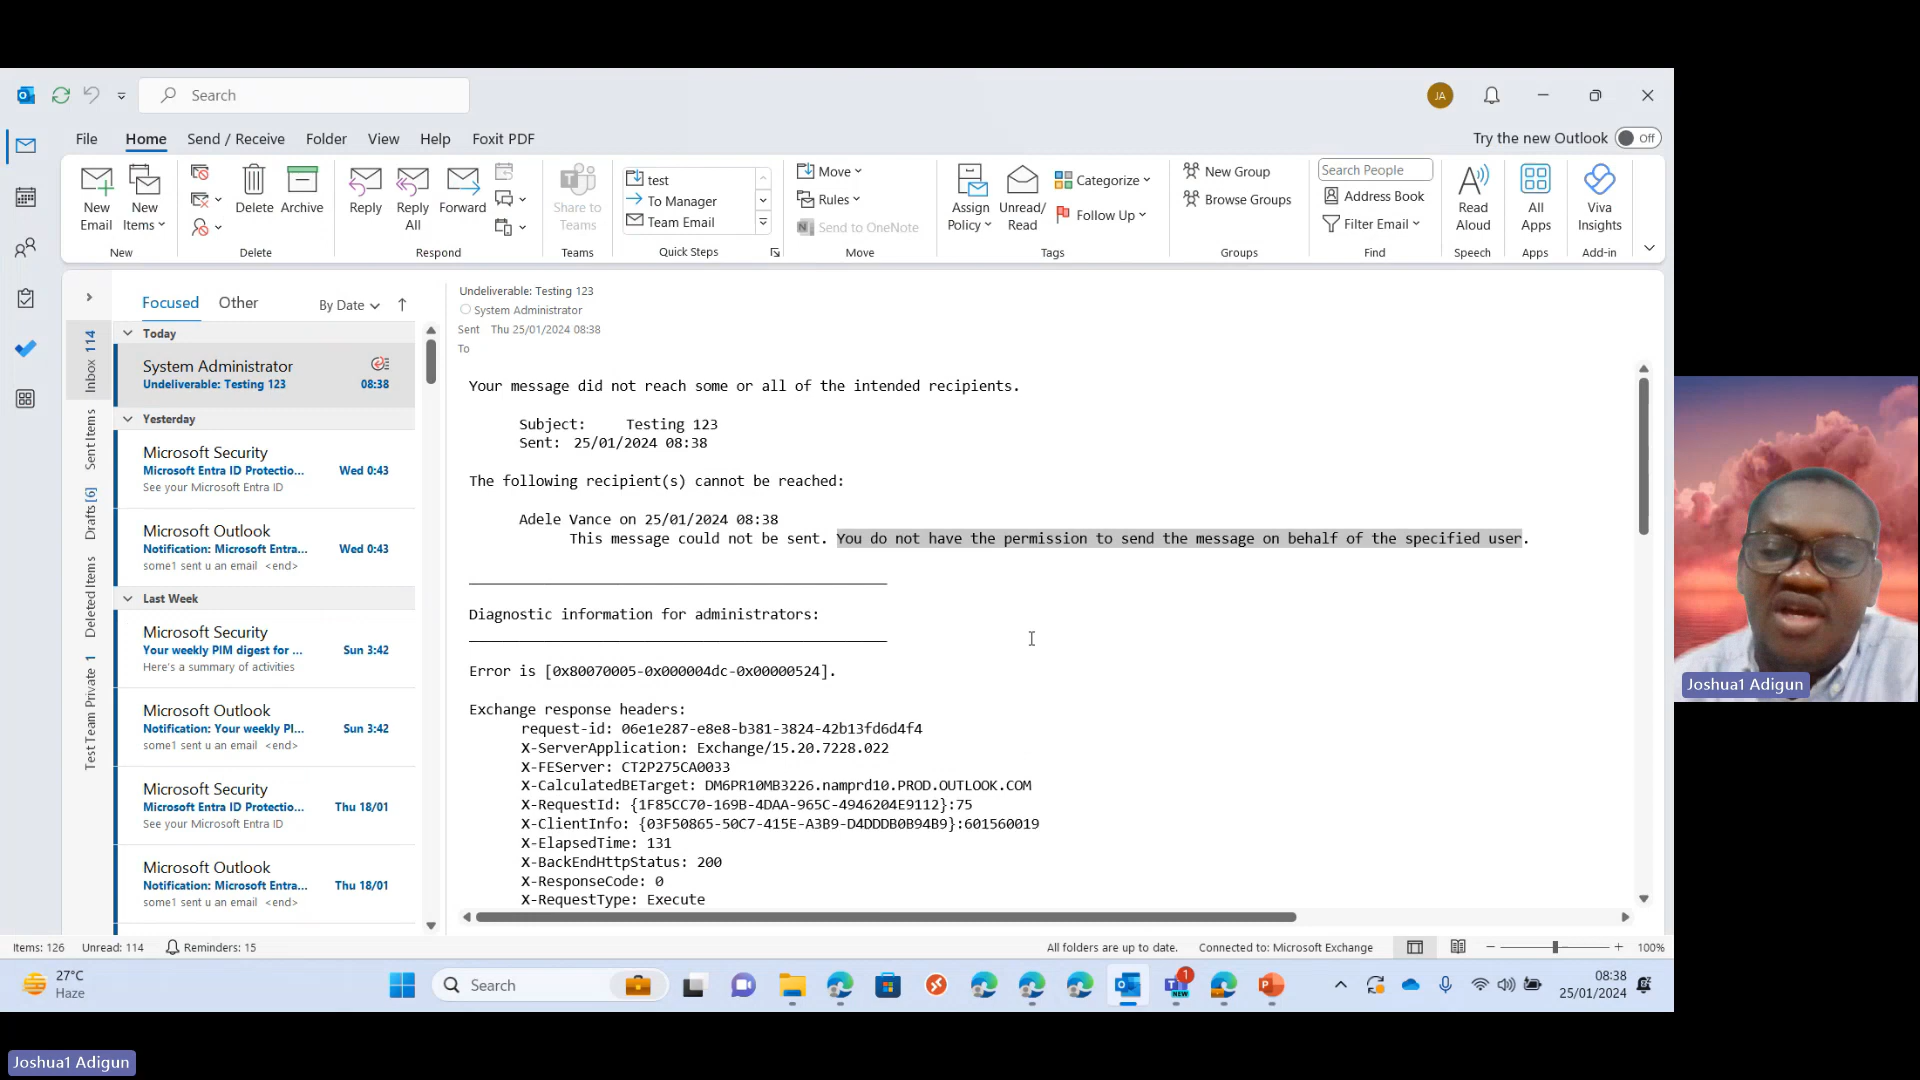 Search
JA
File Home Send / Receive Folder View Help Foxit PDF
Try the new Outlook Off
New Email
New Items
Delete
Archive
Reply
Reply All
Forward
Share to Teams
test
To Manager
Team Email
Move
Rules
Send to OneNote
Assign Policy
Unread/ Read
Categorize
Follow Up
New Group
Browse Groups
Search People
Address Book
Filter Email
Read Aloud
All Apps
Viva Insights
New Delete Respond Teams Quick Steps Move Tags Groups Find Speech Apps Add-in
Inbox 114
Sent Items
Drafts [6]
Deleted Items
Test Team Private 1
Focused Other By Date
Today
System Administrator
Undeliverable: Testing 123 08:38
Yesterday
Microsoft Security
Microsoft Entra ID Protectio... Wed 0:43
See your Microsoft Entra ID
Microsoft Outlook
Notification: Microsoft Entra... Wed 0:43
some1 sent u an email <end>
Last Week
Microsoft Security
Your weekly PIM digest for ... Sun 3:42
Here's a summary of activities
Microsoft Outlook
Notification: Your weekly PI... Sun 3:42
some1 sent u an email <end>
Microsoft Security
Microsoft Entra ID Protectio... Thu 18/01
See your Microsoft Entra ID
Microsoft Outlook
Notification: Microsoft Entra... Thu 18/01
some1 sent u an email <end>
Undeliverable: Testing 123
System Administrator
Sent Thu 25/01/2024 08:38
To
Your message did not reach some or all of the intended recipients.
Subject: Testing 123
Sent: 25/01/2024 08:38
The following recipient(s) cannot be reached:
Adele Vance on 25/01/2024 08:38
This message could not be sent. You do not have the permission to send the message on behalf of the specified user.
Diagnostic information for administrators:
Error is [0x80070005-0x000004dc-0x00000524].
Exchange response headers:
request-id: 06e1e287-e8e8-b381-3824-42b13fd6d4f4
X-ServerApplication: Exchange/15.20.7228.022
X-FEServer: CT2P275CA0033
X-CalculatedBETarget: DM6PR10MB3226.namprd10.PROD.OUTLOOK.COM
X-RequestId: {1F85CC70-169B-4DAA-965C-4946204E9112}:75
X-ClientInfo: {03F50865-50C7-415E-A3B9-D4DDDB0B94B9}:601560019
X-ElapsedTime: 131
X-BackEndHttpStatus: 200
X-ResponseCode: 0
X-RequestType: Execute
Joshua1 Adigun
Items: 126 Unread: 114 Reminders: 15 All folders are up to date. Connected to: Microsoft Exchange 100%
27°C
Haze
Search
1
NEW
08:38
25/01/2024
Joshua1 Adigun